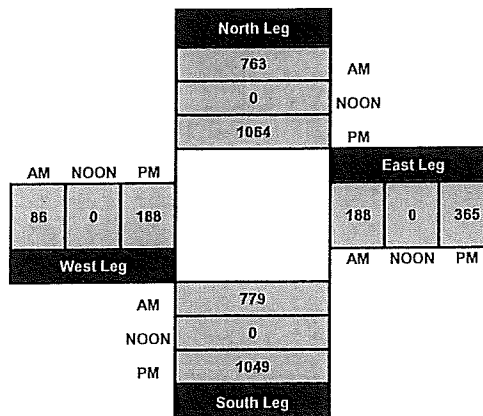 North Leg
763 AM
0 NOON
1064 PM
AM NOON PM
East Leg
86 0 188
188 0 365
West Leg
AM NOON PM
AM 779
NOON 0
PM 1049
South Leg